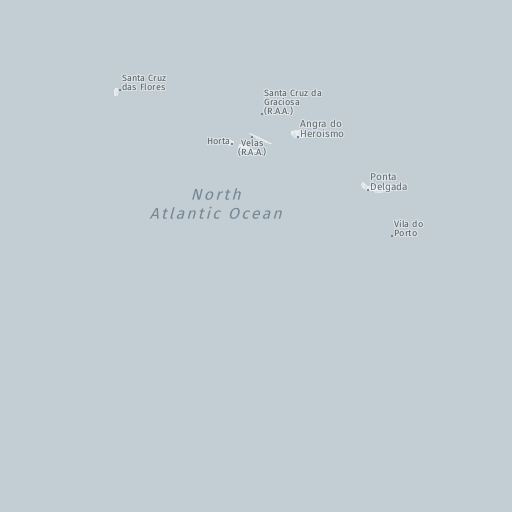 Santa Cruz
das Flores
Santa Cruz da
Graciosa
(R.A.A.)
Angra do
Heroismo
Horta
Velas
(R.A.A.)
Ponta
Delgada
North
Atlantic Ocean
Vila do
Porto